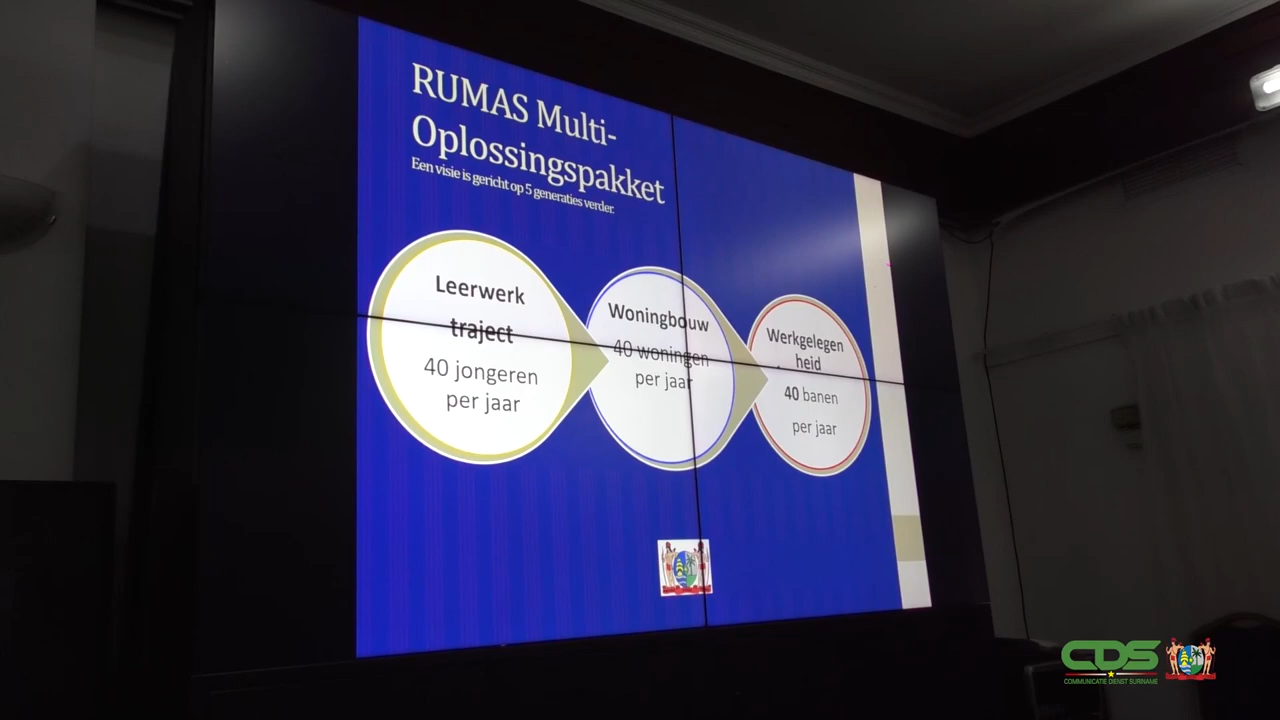 RUMAS Multi-
Oplossingspakket
Een visie is gericht op 5 generaties verder.
Leerwerk
traject
40 jongeren
per jaar
Woningbouw
40 woningen
per jaar
Werkgelegen
heid
40 banen
per jaar
CDS
COMMUNICATIE DIENST SURINAME